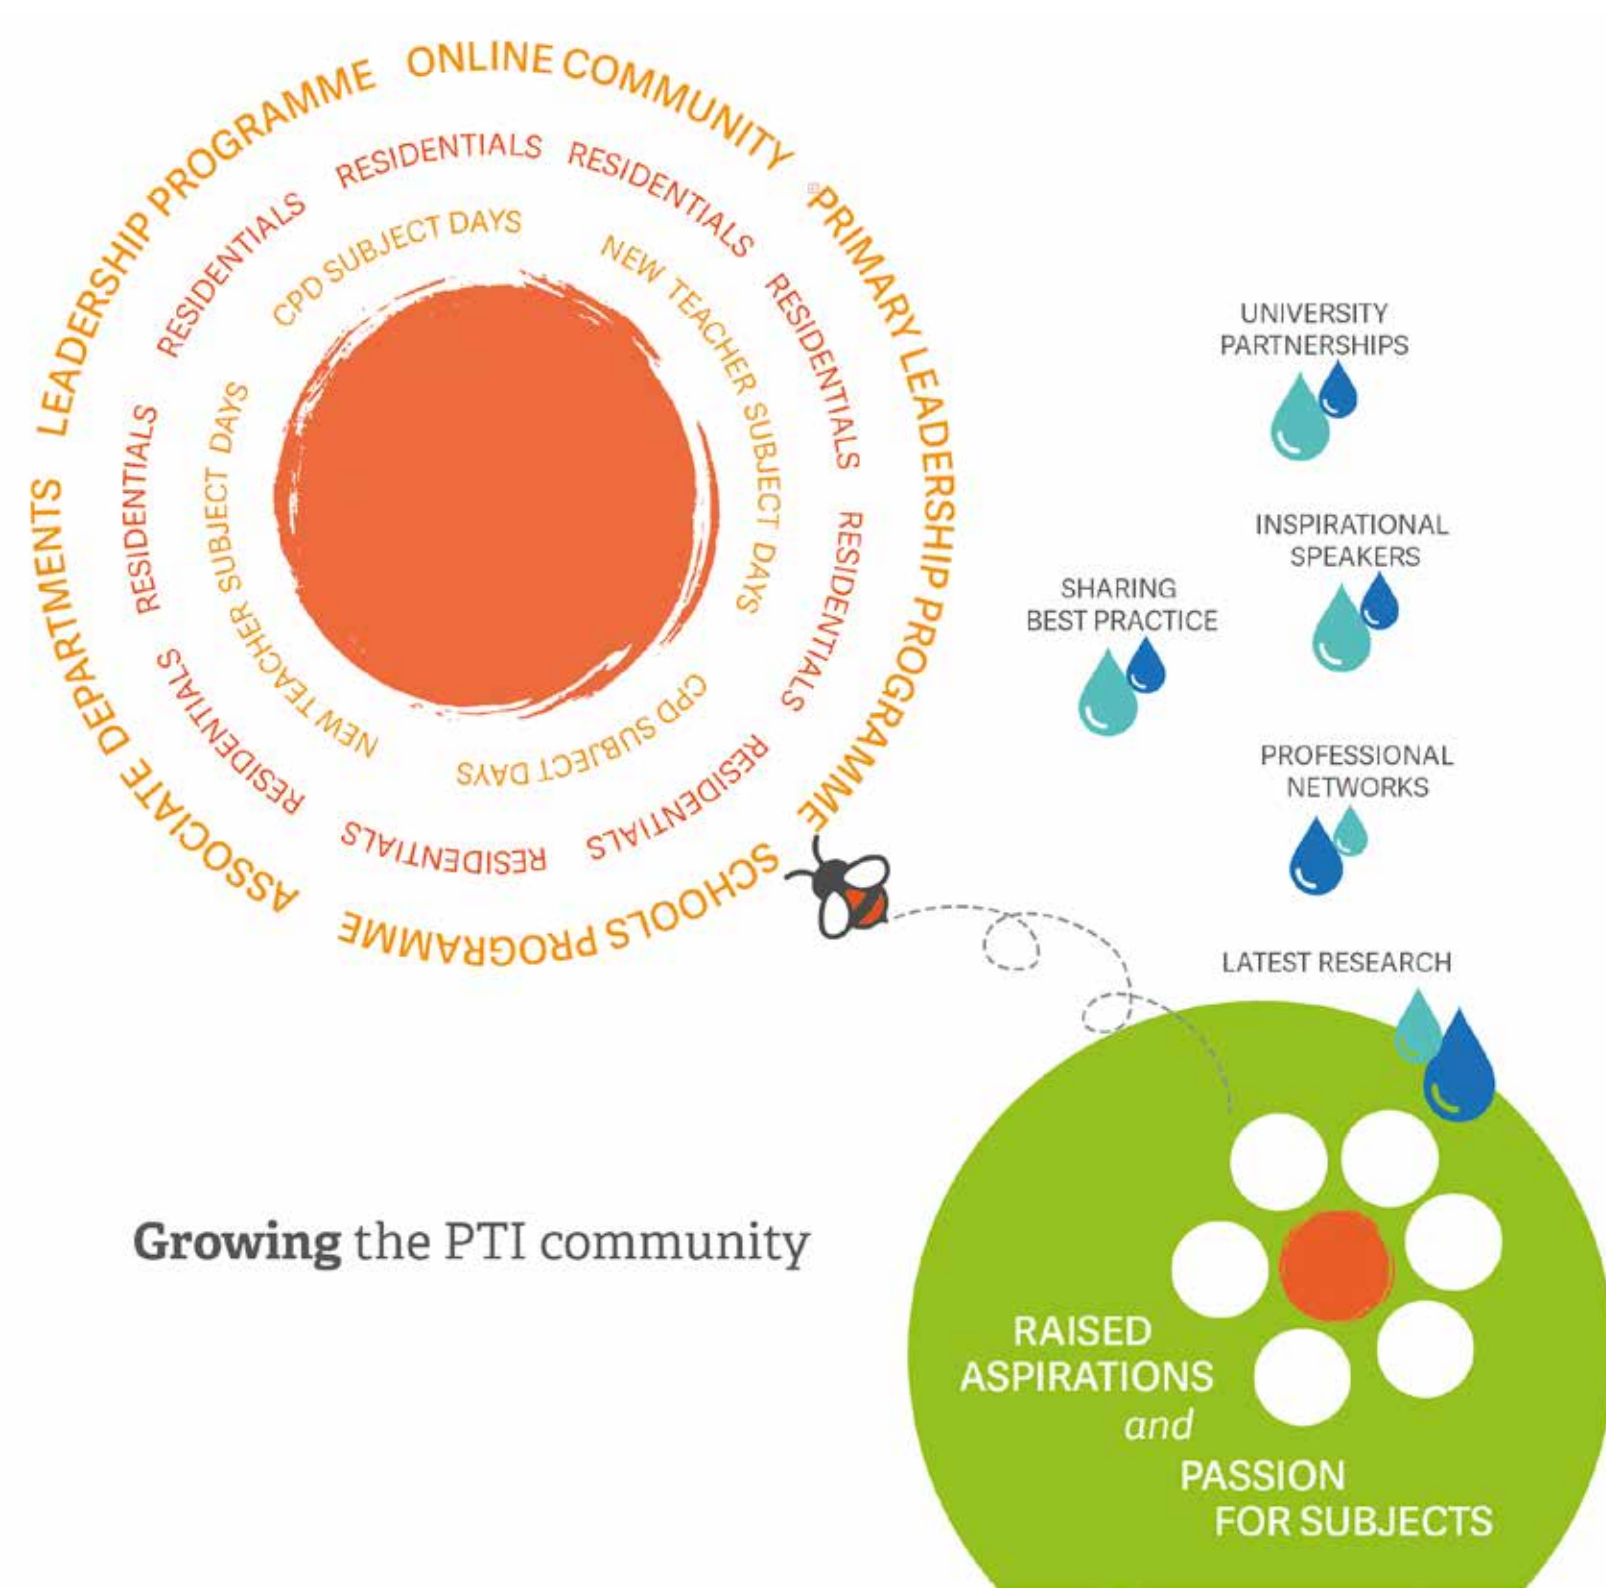 LEADERSHIP PROGRAMME
ONLINE COMMUNITY
PRIMARY LEADERSHIP PROGRAMME
SCHOOLS PROGRAMME
ASSOCIATE DEPARTMENTS
RESIDENTIALS
RESIDENTIALS
RESIDENTIALS
RESIDENTIALS
RESIDENTIALS
RESIDENTIALS
RESIDENTIALS
RESIDENTIALS
RESIDENTIALS
CPD SUBJECT DAYS
NEW TEACHER SUBJECT DAYS
CPD SUBJECT DAYS
NEW TEACHER SUBJECT DAYS
UNIVERSITY
PARTNERSHIPS
INSPIRATIONAL
SPEAKERS
SHARING
BEST PRACTICE
PROFESSIONAL
NETWORKS
LATEST RESEARCH
Growing the PTI community
RAISED
ASPIRATIONS
and
PASSION
FOR SUBJECTS